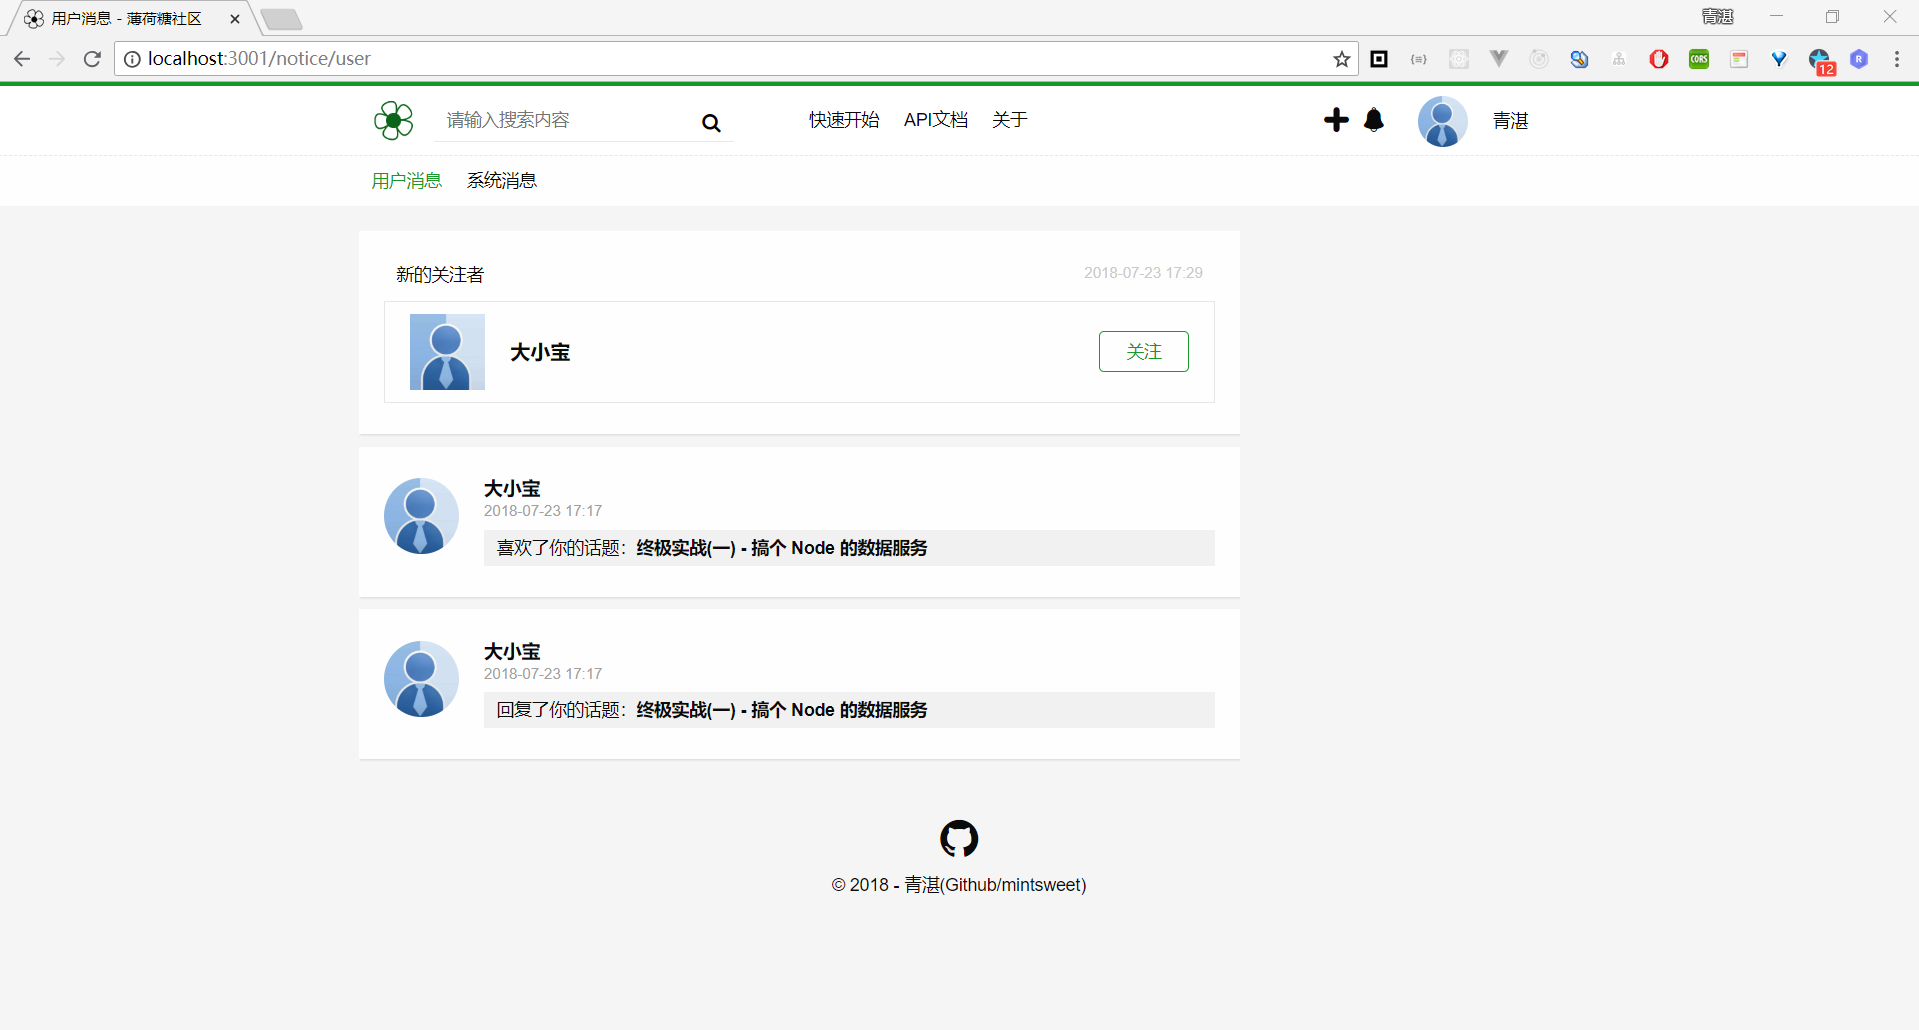 用户消息 - 薄荷糖社区
青湛
localhost:3001/notice/user
CORS
12
R
请输入搜索内容
快速开始 API文档 关于
青湛
用户消息 系统消息
新的关注者
2018-07-23 17:29
大小宝
关注
大小宝
2018-07-23 17:17
喜欢了你的话题：终极实战(一) - 搞个 Node 的数据服务
大小宝
2018-07-23 17:17
回复了你的话题：终极实战(一) - 搞个 Node 的数据服务
© 2018 - 青湛(Github/mintsweet)